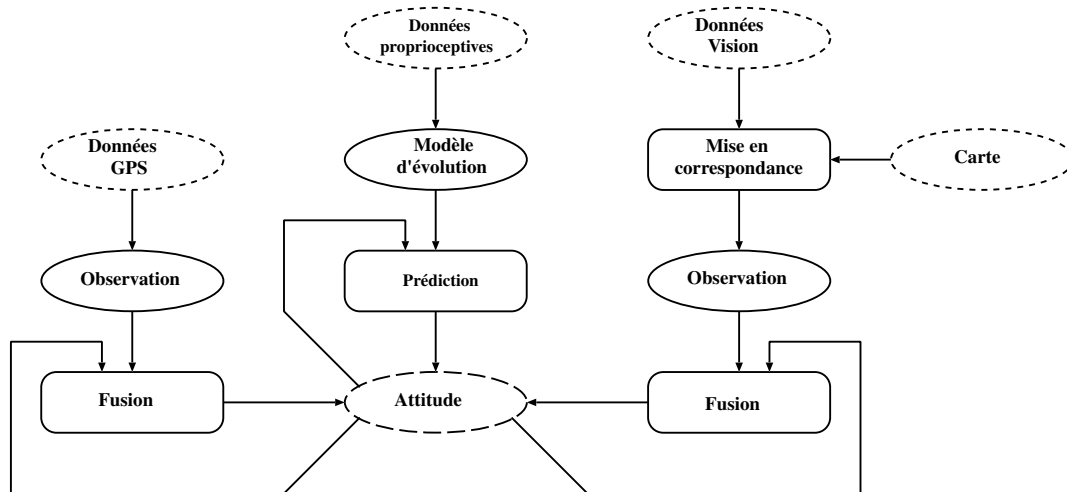 Données
proprioceptives
Données
Vision
Données
GPS
Modèle
d'évolution
Mise en
correspondance
Carte
Observation
Prédiction
Observation
Fusion
Attitude
Fusion